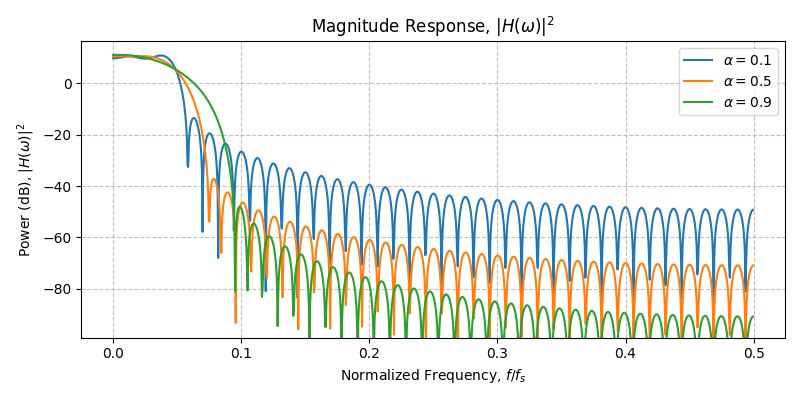 Magnitude Response, |H(ω)|²
Power (dB), |H(ω)|²
0
−20
−40
−60
−80
α = 0.1
α = 0.5
α = 0.9
0.0 0.1 0.2 0.3 0.4 0.5
Normalized Frequency, f/fₛ